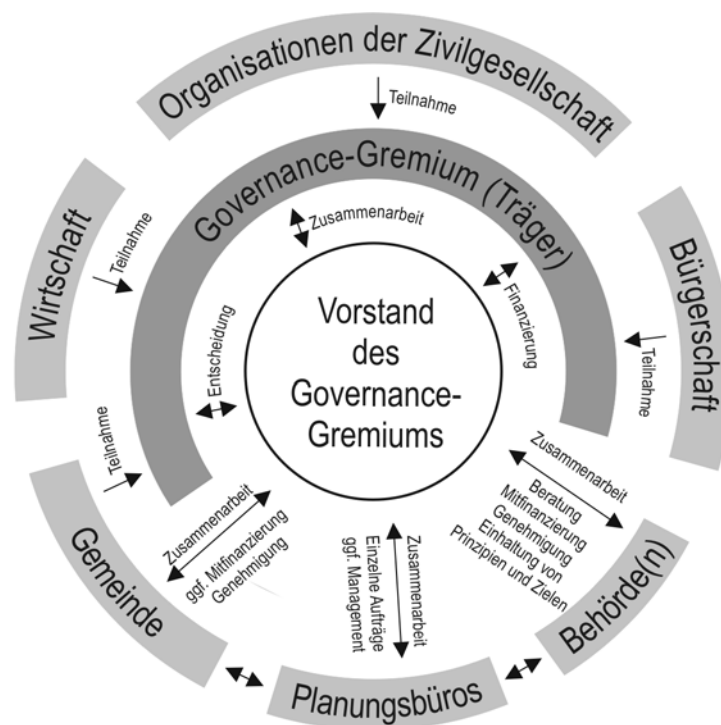 Organisationen der Zivilgesellschaft
Teilnahme
Governance-Gremium (Träger)
Wirtschaft
Teilnahme
Zusammenarbeit
Bürgerschaft
Teilnahme
Finanzierung
Entscheidung
Vorstand
des
Governance-
Gremiums
Teilnahme
Gemeinde
Zusammenarbeit
ggf. Mitfinanzierung
Genehmigung
Zusammenarbeit
Einzelne Aufträge
ggf. Management
Zusammenarbeit
Beratung
Mitfinanzierung
Genehmigung
Einhaltung von
Prinzipien und Zielen
Behörde(n)
Planungsbüros